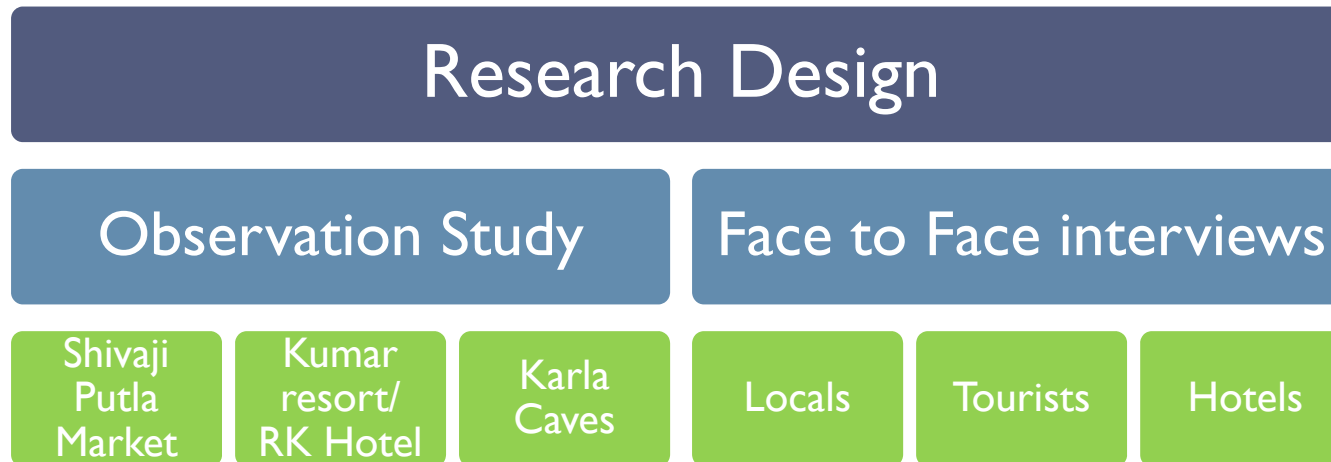 Research Design
Observation Study
Face to Face interviews
Shivaji
Putla
Market
Kumar
resort/
RK Hotel
Karla
Caves
Locals
Tourists
Hotels